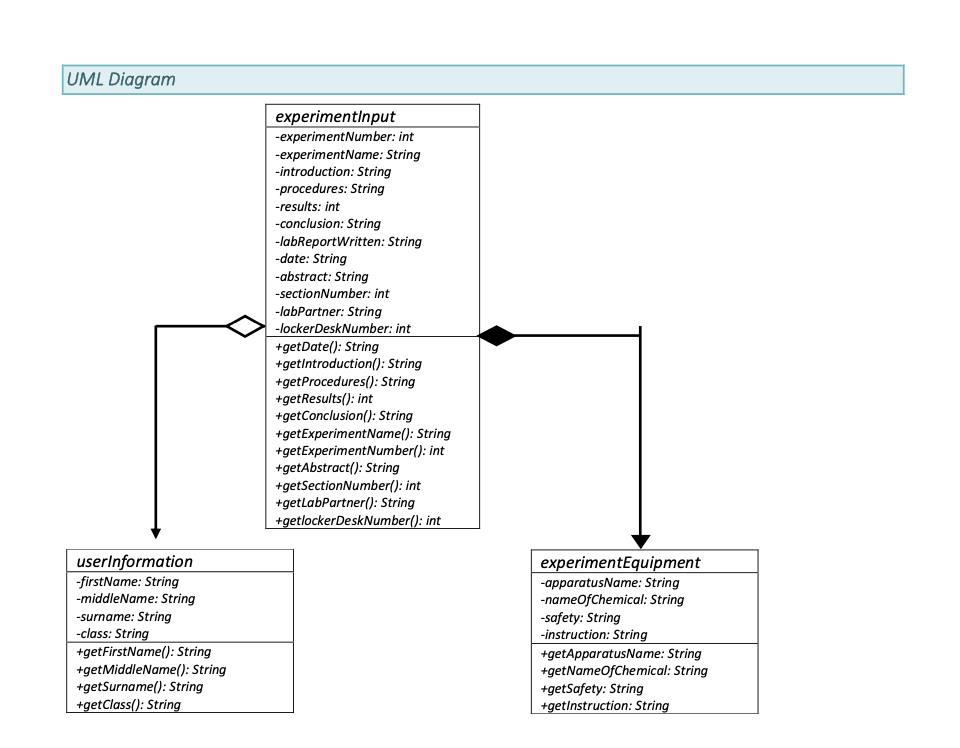 UML Diagram
experimentInput
-experimentNumber: int
-experimentName: String
-introduction: String
-procedures: String
-results: int
-conclusion: String
-labReportWritten: String
-date: String
-abstract: String
-sectionNumber: int
-labPartner: String
-lockerDeskNumber: int
+getDate(): String
+getIntroduction(): String
+getProcedures(): String
+getResults(): int
+getConclusion(): String
+getExperimentName(): String
+getExperimentNumber(): int
+getAbstract(): String
+getSectionNumber(): int
+getLabPartner(): String
+getlockerDeskNumber(): int
userInformation
-firstName: String
-middleName: String
-surname: String
-class: String
+getFirstName(): String
+getMiddleName(): String
+getSurname(): String
+getClass(): String
experimentEquipment
-apparatusName: String
-nameOfChemical: String
-safety: String
-instruction: String
+getApparatusName: String
+getNameOfChemical: String
+getSafety: String
+getInstruction: String